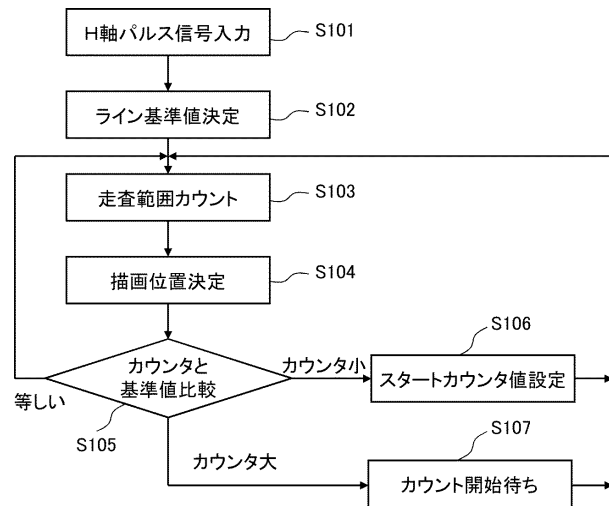 H軸パルス信号入力
S101
ライン基準値決定
S102
走査範囲カウント
S103
描画位置決定
S104
カウンタと
基準値比較
S105
等しい
カウンタ小
スタートカウンタ値設定
S106
カウンタ大
カウント開始待ち
S107